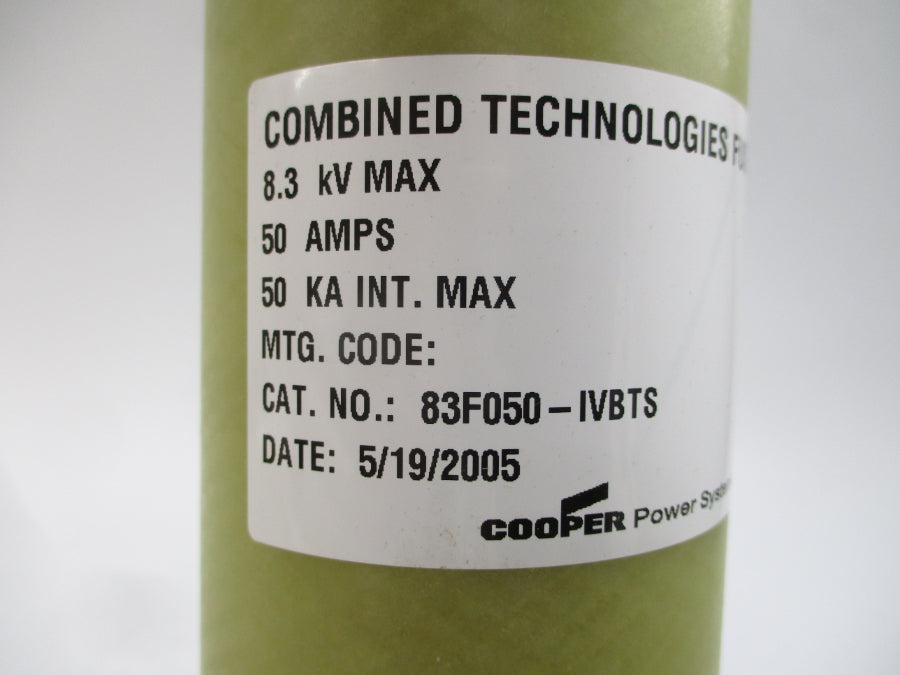 COMBINED TECHNOLOGIES
8.3 kV MAX
50 AMPS
50 KA INT. MAX
MTG. CODE:
CAT. NO.: 83F050-IVBTS
DATE: 5/19/2005
COOPER Power